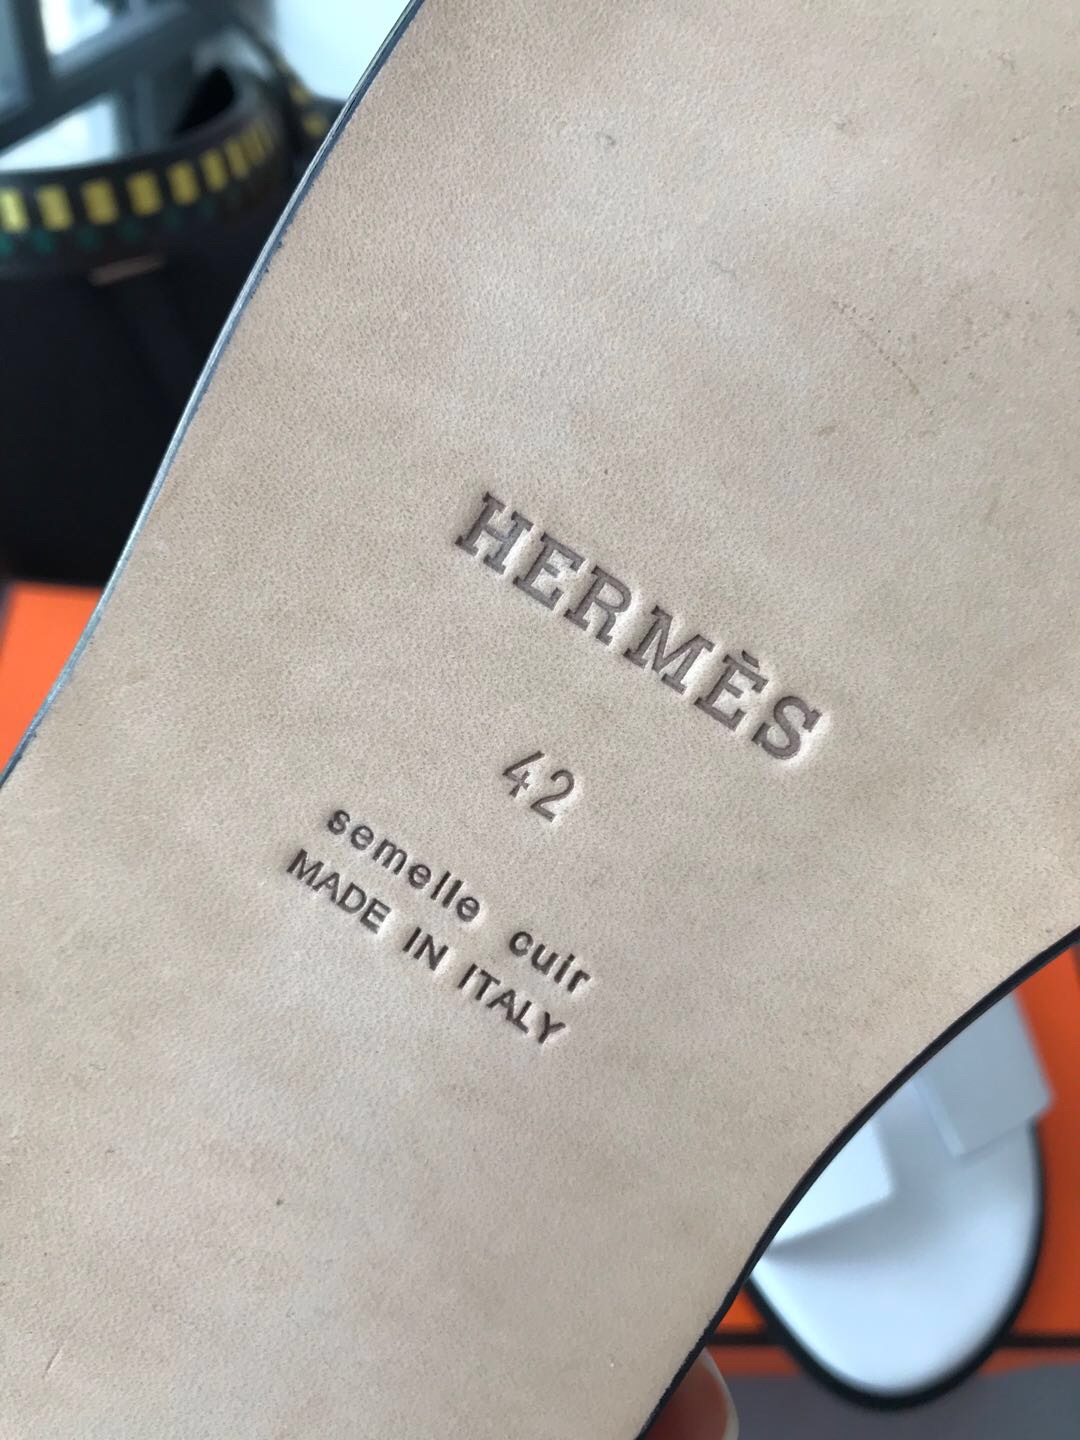 HERMÈS
42
semelle cuir
MADE IN ITALY